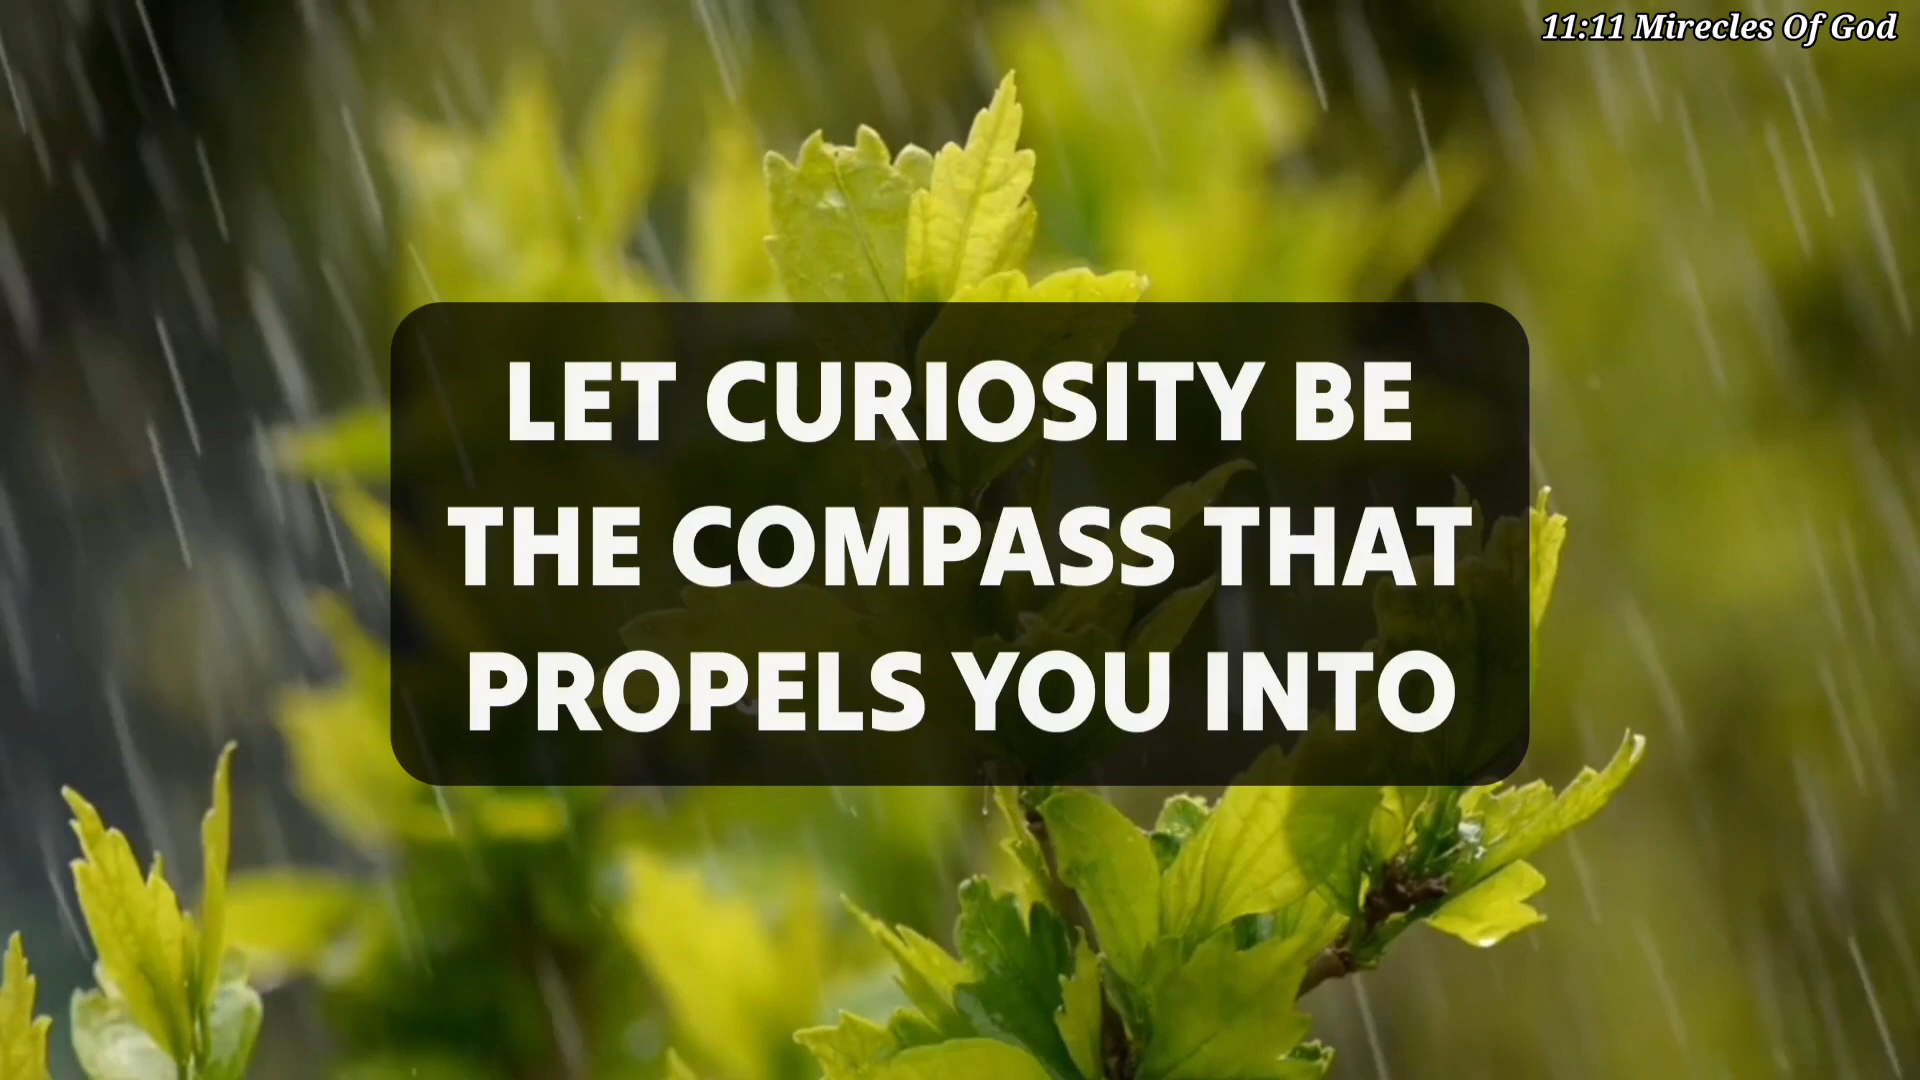 11:11 Mirecles Of God
LET CURIOSITY BE
THE COMPASS THAT
PROPELS YOU INTO